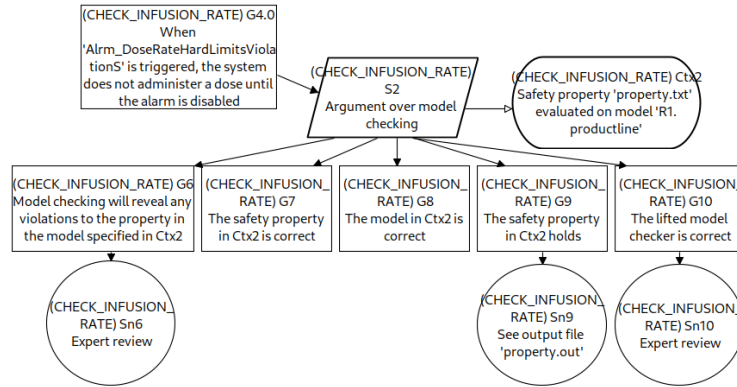 (CHECK_INFUSION_RATE) G4.0
When
'Alrm_DoseRateHardLimitsViola
tionS' is triggered, the system
does not administer a dose until
the alarm is disabled
(CHECK_INFUSION_RATE)
S2
Argument over model
checking
(CHECK_INFUSION_RATE) Ctx2
Safety property 'property.txt'
evaluated on model 'R1.
productline'
(CHECK_INFUSION_RATE) G6
Model checking will reveal any
violations to the property in
the model specified in Ctx2
(CHECK_INFUSION_
RATE) G7
The safety property
in Ctx2 is correct
(CHECK_INFUSION_
RATE) G8
The model in Ctx2 is
correct
(CHECK_INFUSION_
RATE) G9
The safety property
in Ctx2 holds
(CHECK_INFUSION_
RATE) G10
The lifted model
checker is correct
(CHECK_INFUSION_
RATE) Sn6
Expert review
(CHECK_INFUSION_
RATE) Sn9
See output file
'property.out'
(CHECK_INFUSION_
RATE) Sn10
Expert review